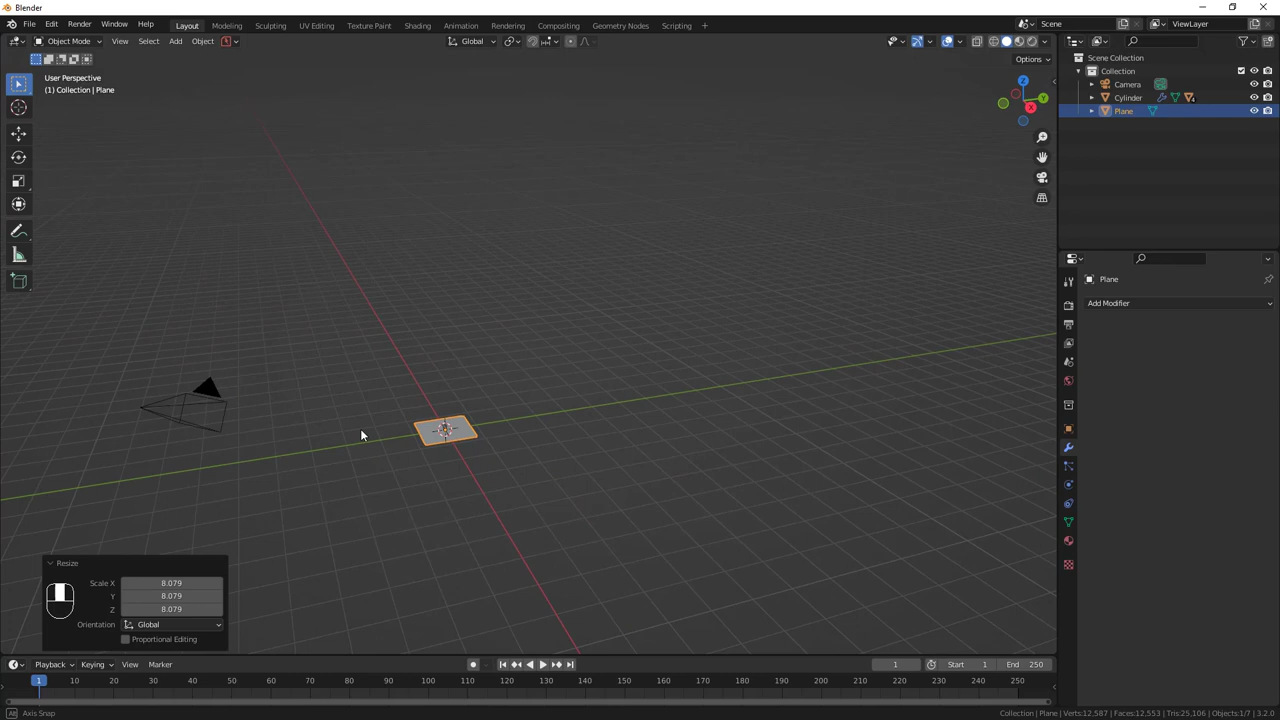 Blender
File Edit Render Window Help
Layout Modeling Sculpting UV Editing Texture Paint Shading Animation Rendering Compositing Geometry Nodes Scripting +
Scene
ViewLayer
Object Mode View Select Add Object
Global
Options
User Perspective
(1) Collection | Plane
Z
Y
X
Scene Collection
Collection
Camera
Cylinder
4
Plane
Plane
Add Modifier
Resize
Scale X 8.079
Y 8.079
Z 8.079
Orientation Global
Proportional Editing
Playback Keying View Marker
1
Start 1
End 250
1 10 20 30 40 50 60 70 80 90 100 110 120 130 140 150 160 170 180 190 200 210 220 230 240 250
Alt Axis Snap
Collection | Plane | Verts:12,587 | Faces:12,553 | Tris:25,106 | Objects:1/7 | 3.2.0